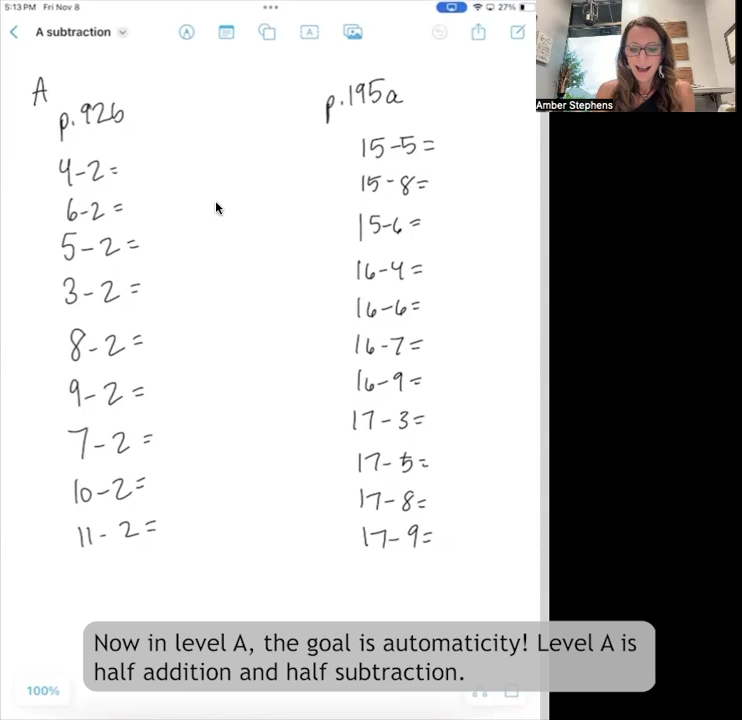 5:13 PM Fri Nov 8
27%
A subtraction
Amber Stephens
A
p.92b
4-2=
6-2=
5-2=
3-2=
8-2=
9-2=
7-2=
10-2=
11-2=
p.195a
15-5=
15-8=
15-6=
16-4=
16-6=
16-7=
16-9=
17-3=
17-5=
17-8=
17-9=
Now in level A, the goal is automaticity! Level A is
half addition and half subtraction.
100%